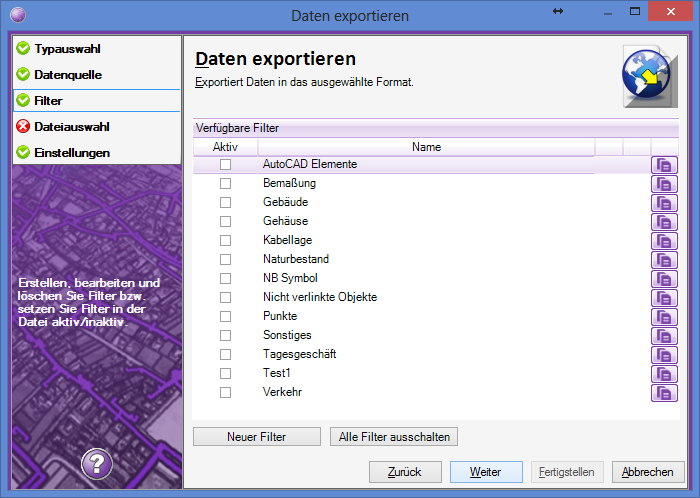 Daten exportieren
Typauswahl
Datenquelle
Filter
Dateiauswahl
Einstellungen
Erstellen, bearbeiten und
löschen Sie Filter bzw.
setzen Sie Filter in der
Datei aktiv/inaktiv.
?
Daten exportieren
Exportiert Daten in das ausgewählte Format.
Verfügbare Filter
Aktiv Name
AutoCAD Elemente
Bemaßung
Gebäude
Gehäuse
Kabellage
Naturbestand
NB Symbol
Nicht verlinkte Objekte
Punkte
Sonstiges
Tagesgeschäft
Test1
Verkehr
Neuer Filter Alle Filter ausschalten
Zurück Weiter Fertigstellen Abbrechen